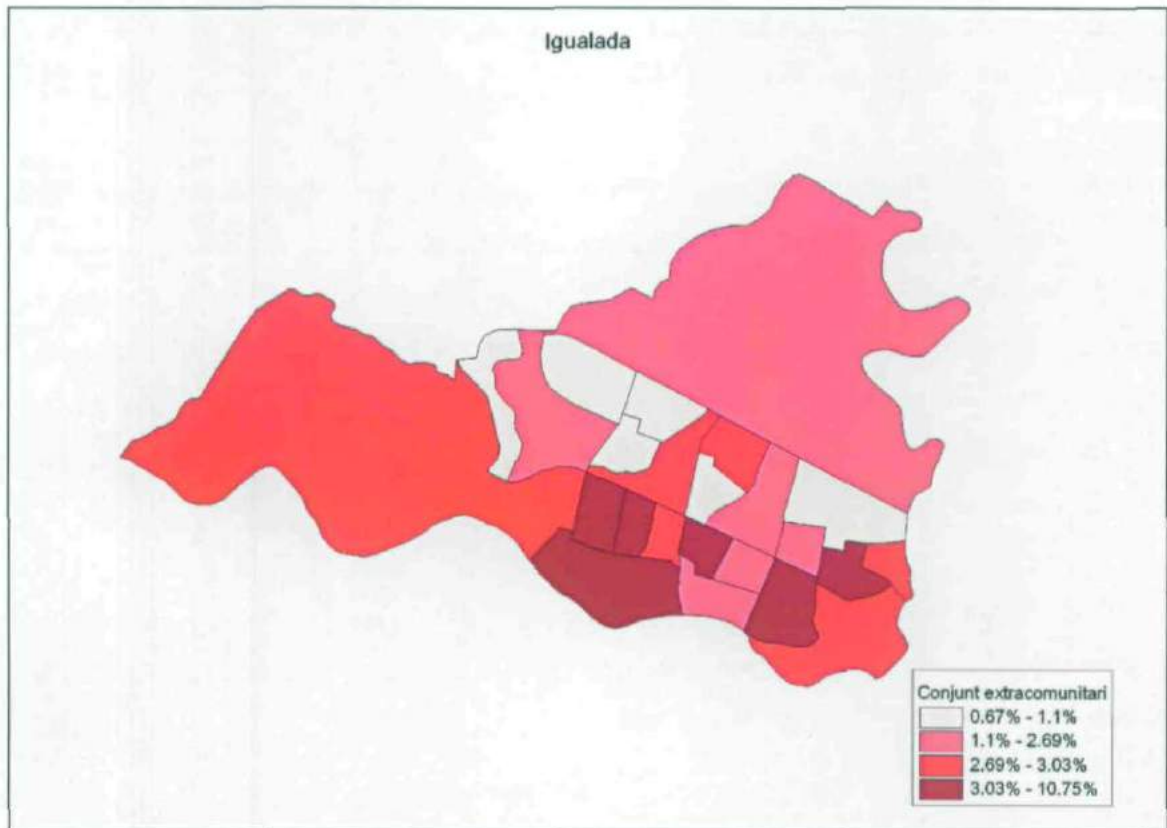 Igualada
Conjunt extracomunitari
0.67% - 1.1%
1.1% - 2.69%
2.69% - 3.03%
3.03% - 10.75%